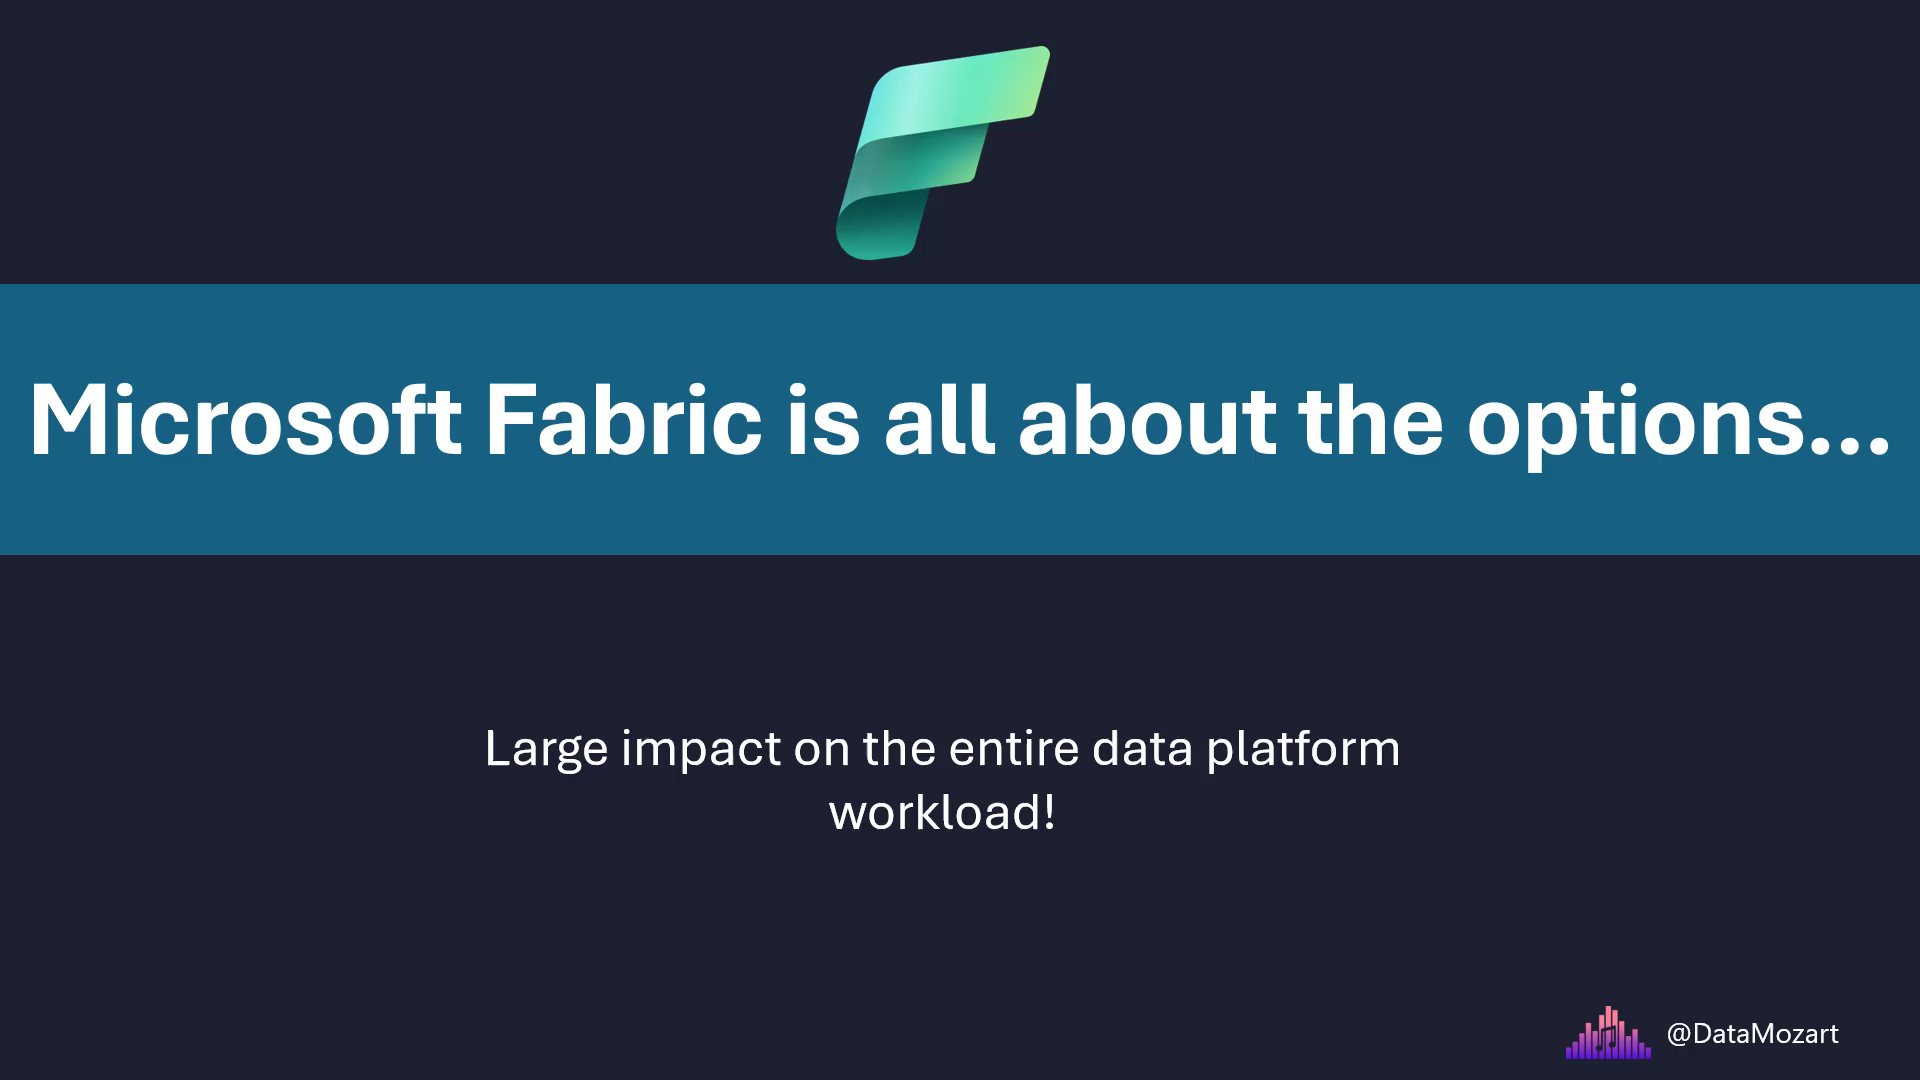 Microsoft Fabric is all about the options...
Large impact on the entire data platform
workload!
@DataMozart